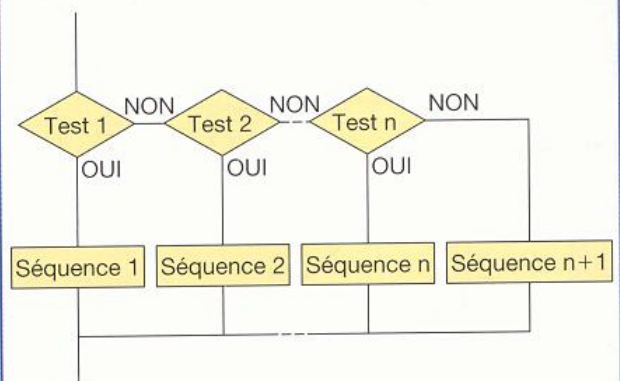 NON NON NON
Test 1 Test 2 Test n
OUI OUI OUI
Séquence 1 Séquence 2 Séquence n Séquence n+1